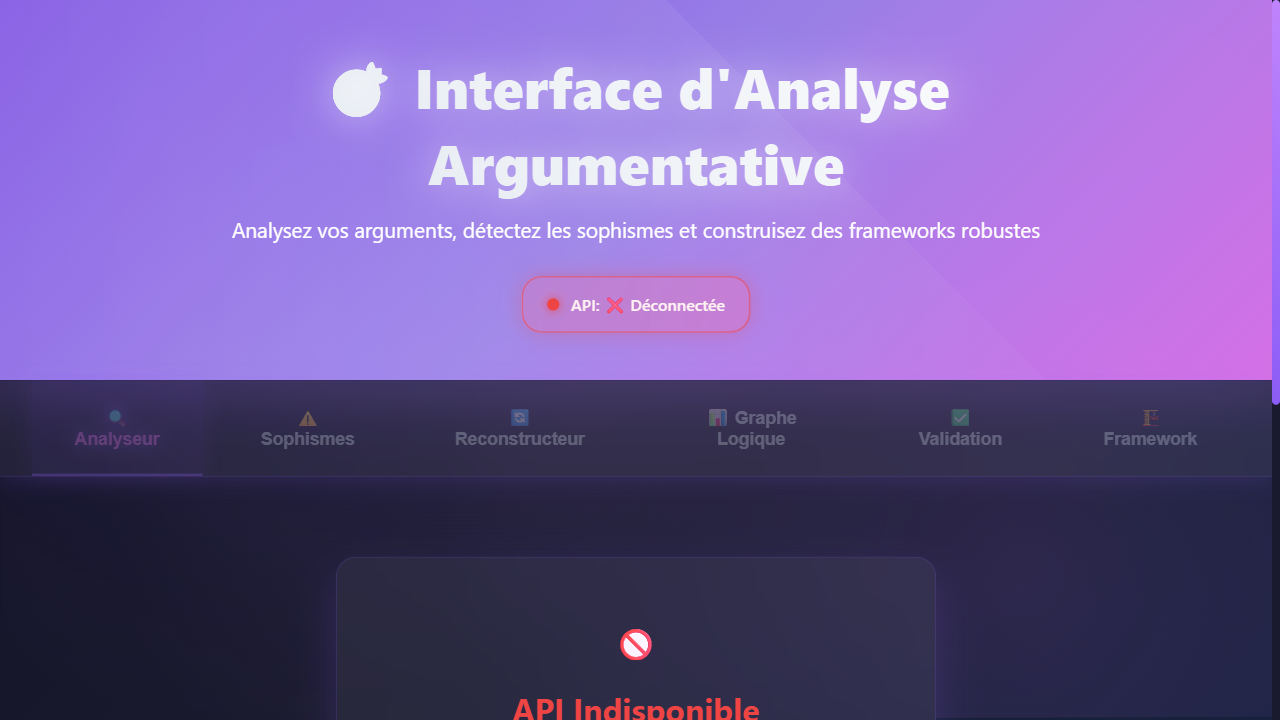 Interface d'Analyse
Argumentative
Analysez vos arguments, détectez les sophismes et construisez des frameworks robustes
API: ❌ Déconnectée
Analyseur
Sophismes
Reconstructeur
Graphe
Logique
Validation
Framework
API Indisponible